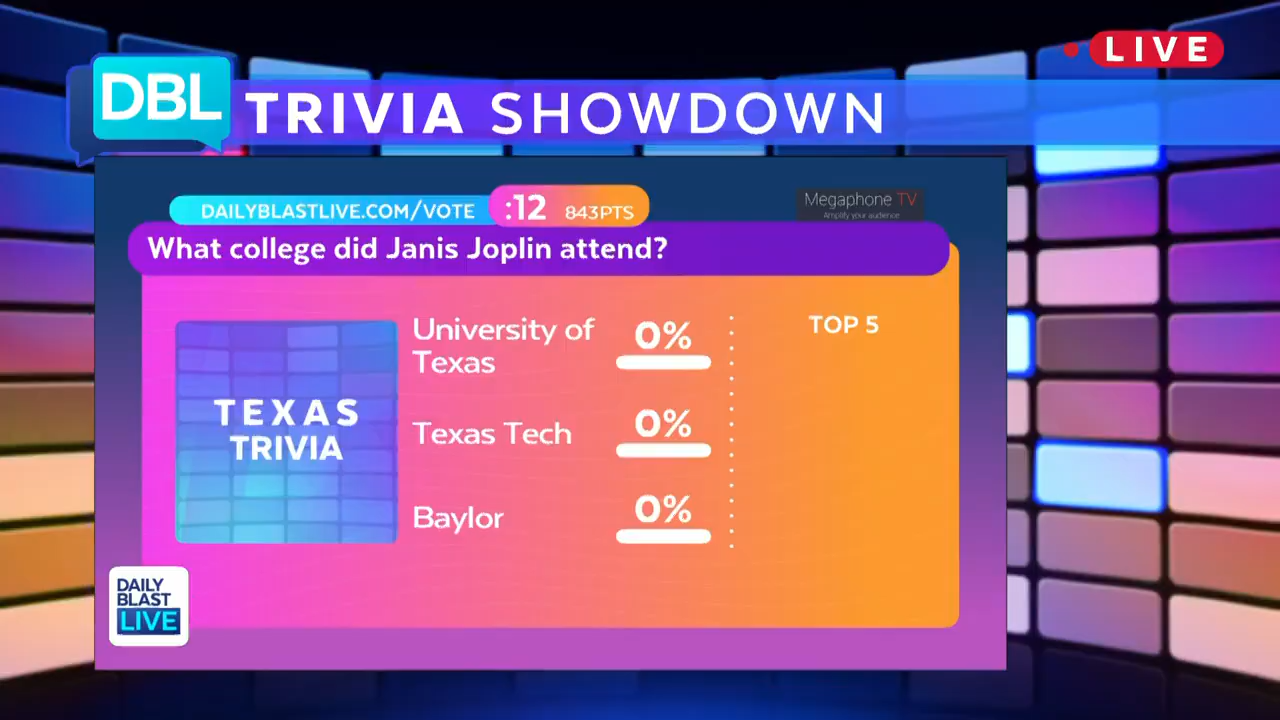 LIVE
DBL TRIVIA SHOWDOWN
DAILYBLASTLIVE.COM/VOTE :12 843PTS
Megaphone TV
Amplify your audience
What college did Janis Joplin attend?
TEXAS
TRIVIA
University of
Texas
0%
Texas Tech 0%
Baylor 0%
TOP 5
DAILY
BLAST
LIVE